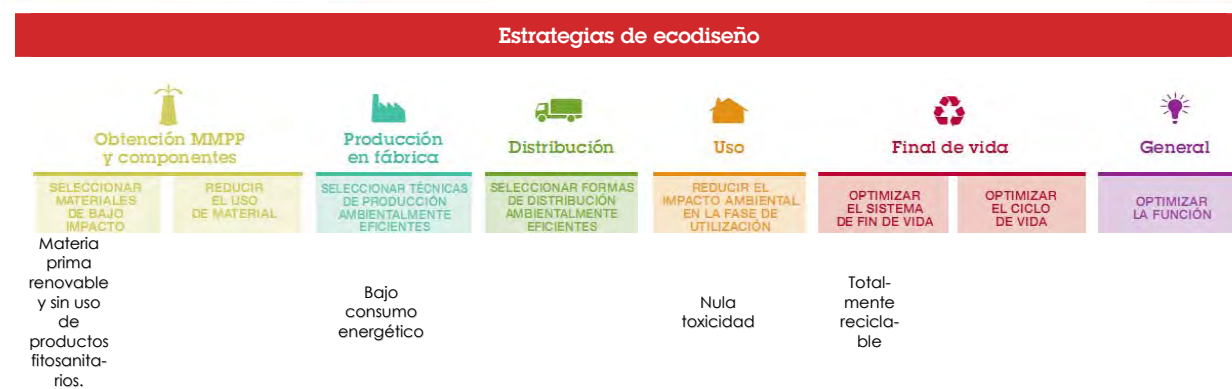 Estrategias de ecodiseño
Obtención MMPP
y componentes
Producción
en fábrica
Distribución
Uso
Final de vida
General
SELECCIONAR
MATERIALES
DE BAJO
IMPACTO
REDUCIR
EL USO
DE MATERIAL
SELECCIONAR TÉCNICAS
DE PRODUCCIÓN
AMBIENTALMENTE
EFICIENTES
SELECCIONAR FORMAS
DE DISTRIBUCIÓN
AMBIENTALMENTE
EFICIENTES
REDUCIR EL
IMPACTO AMBIENTAL
EN LA FASE DE
UTILIZACIÓN
OPTIMIZAR
EL SISTEMA
DE FIN DE VIDA
OPTIMIZAR
EL CICLO
DE VIDA
OPTIMIZAR
LA FUNCIÓN
Materia
prima
renovable
y sin uso
de
productos
fitosanita-
rios.
Bajo
consumo
energético
Nula
toxicidad
Total-
mente
recicla-
ble